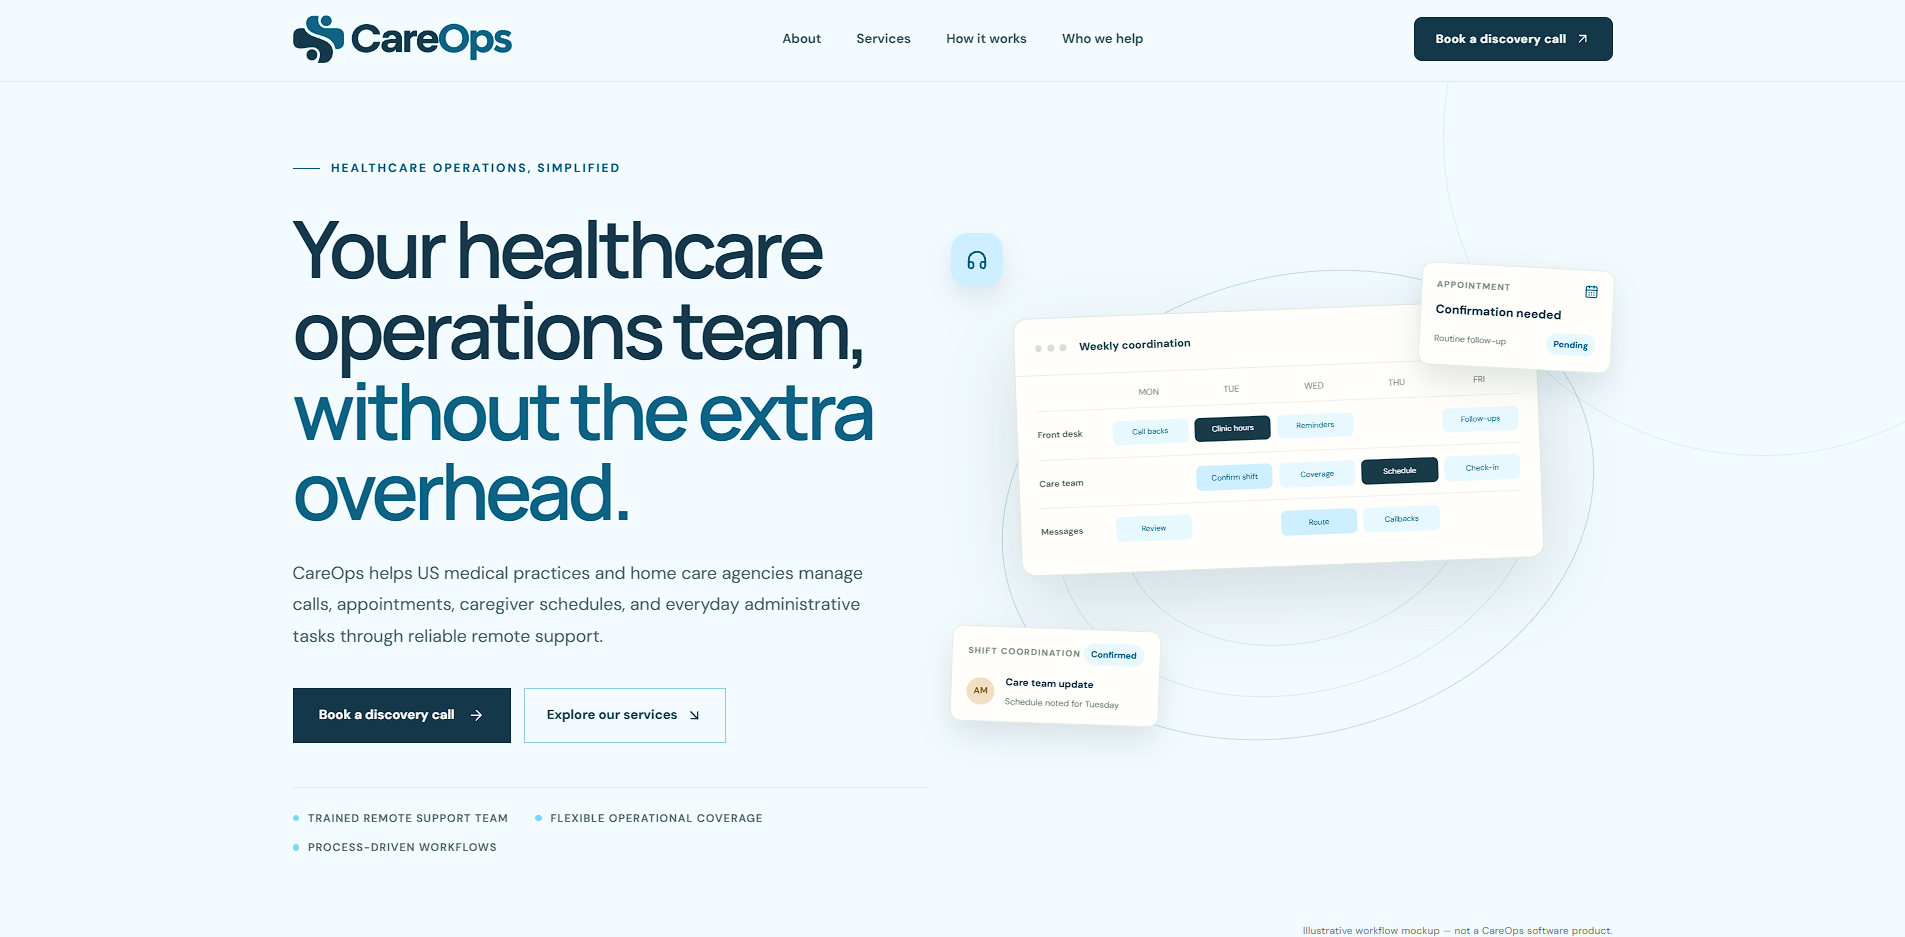 CareOps
About
Services
How it works
Who we help
Book a discovery call
HEALTHCARE OPERATIONS, SIMPLIFIED
Your healthcare
operations team,
without the extra
overhead.
CareOps helps US medical practices and home care agencies manage
calls, appointments, caregiver schedules, and everyday administrative
tasks through reliable remote support.
Book a discovery call
Explore our services
TRAINED REMOTE SUPPORT TEAM
FLEXIBLE OPERATIONAL COVERAGE
PROCESS-DRIVEN WORKFLOWS
APPOINTMENT
Confirmation needed
Routine follow-up
Pending
Weekly coordination
MON TUE WED THU FRI
Front desk Call backs Clinic hours Reminders Follow-ups
Care team Confirm shift Coverage Schedule Check-in
Messages Review Route Callbacks
SHIFT COORDINATION Confirmed
AM
Care team update
Schedule noted for Tuesday
Illustrative workflow mockup — not a CareOps software product.